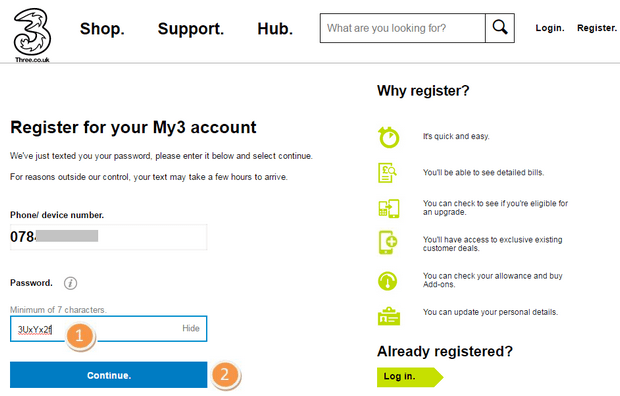 Three.co.uk
Shop. Support. Hub. What are you looking for? Login. Register.
Register for your My3 account
We've just texted you your password, please enter it below and select continue.
For reasons outside our control, your text may take a few hours to arrive.
Phone/ device number.
078
Password. i
Minimum of 7 characters.
3UxYx2f Hide
1
Continue.
2
Why register?
It's quick and easy.
You'll be able to see detailed bills.
You can check to see if you're eligible for
an upgrade.
You'll have access to exclusive existing
customer deals.
You can check your allowance and buy
Add-ons.
You can update your personal details.
Already registered?
Log in.